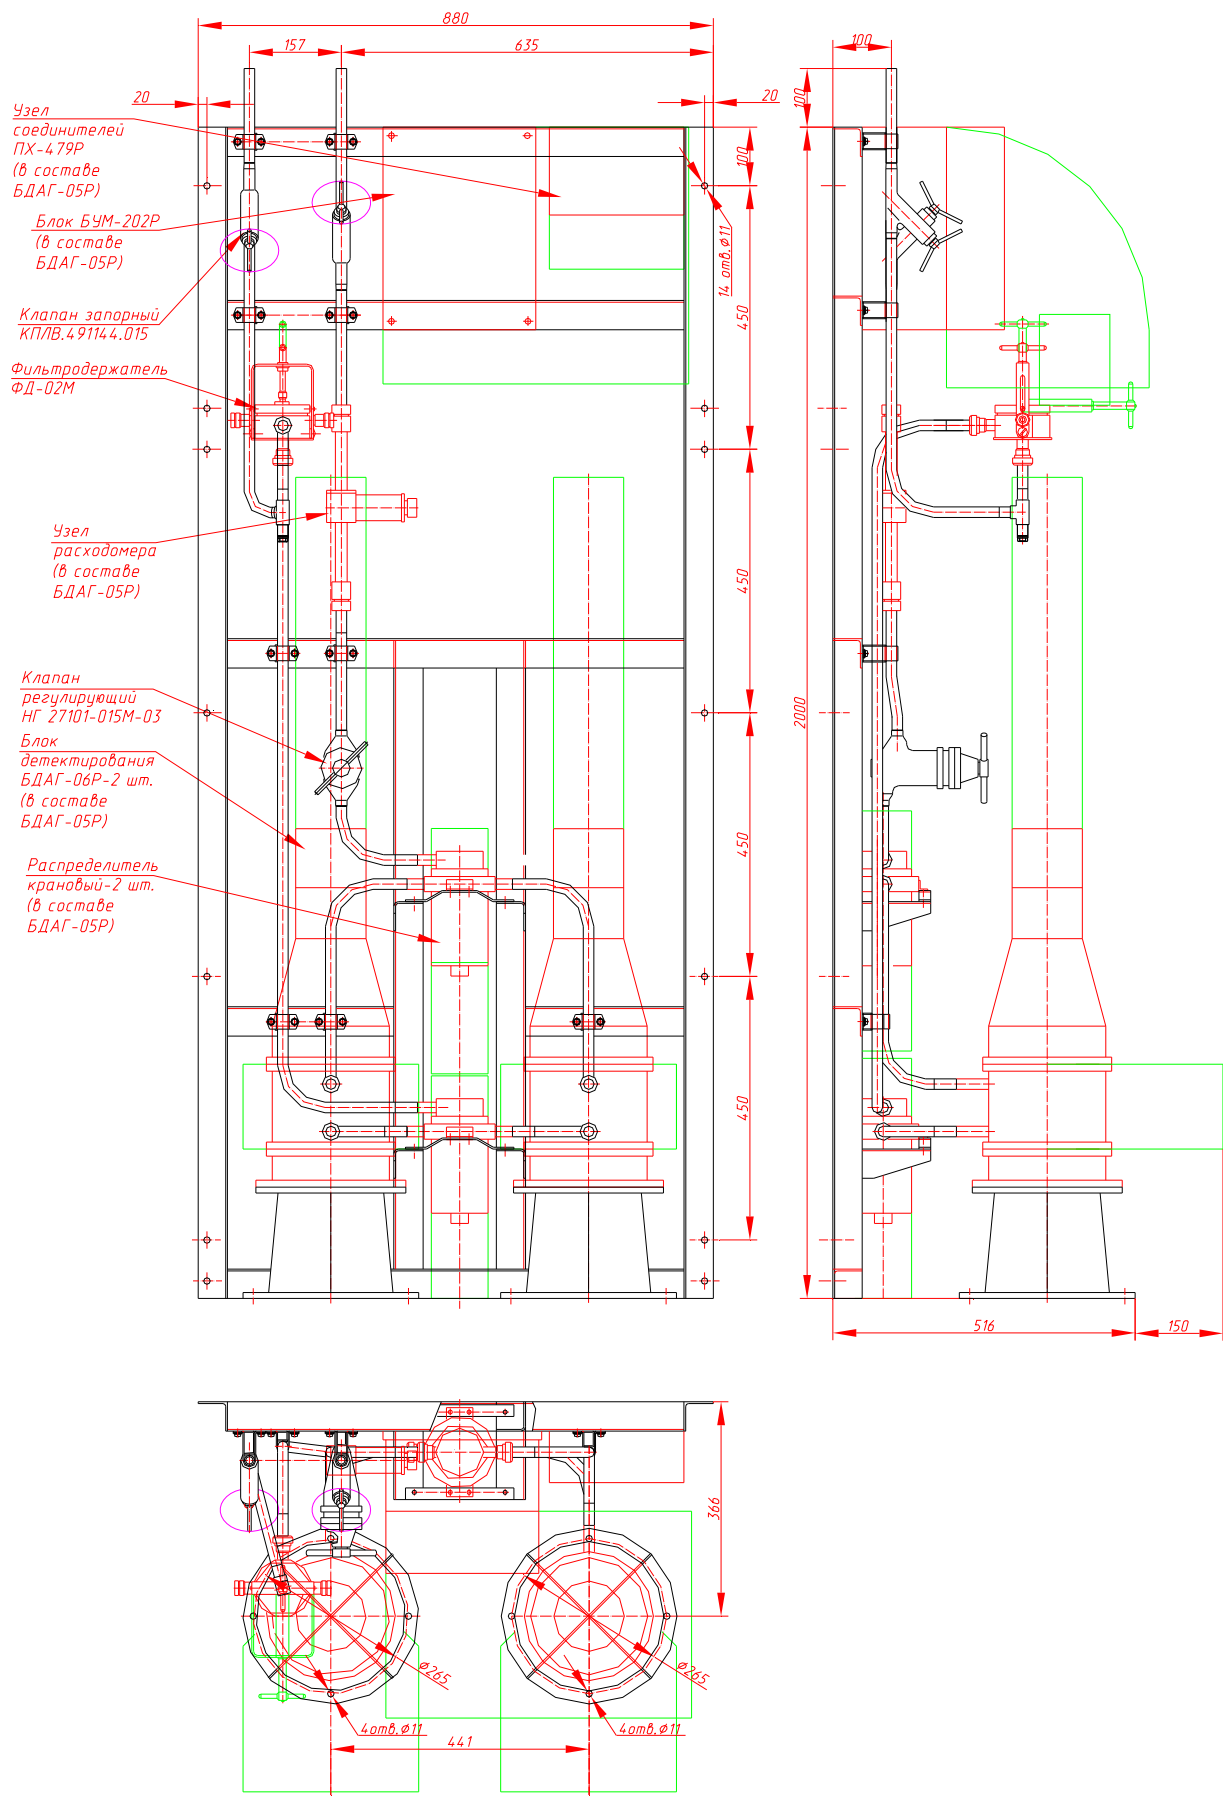 880
157
635
100
20
20
100
100
Узел
соединителей
ПХ-479Р
(в составе
БДАГ-05Р)
Блок БУМ-202Р
(в составе
БДАГ-05Р)
14 отв.⌀11
Клапан запорный
КПЛВ.491144.015
450
Фильтродержатель
ФД-02М
Узел
расходомера
(в составе
БДАГ-05Р)
450
Клапан
регулирующий
НГ 27101-015М-03
2000
Блок
детектирования
БДАГ-06Р-2 шт.
(в составе
БДАГ-05Р)
450
Распределитель
крановый-2 шт.
(в составе
БДАГ-05Р)
450
516
150
366
⌀265
⌀265
4отв.⌀11
4отв.⌀11
441